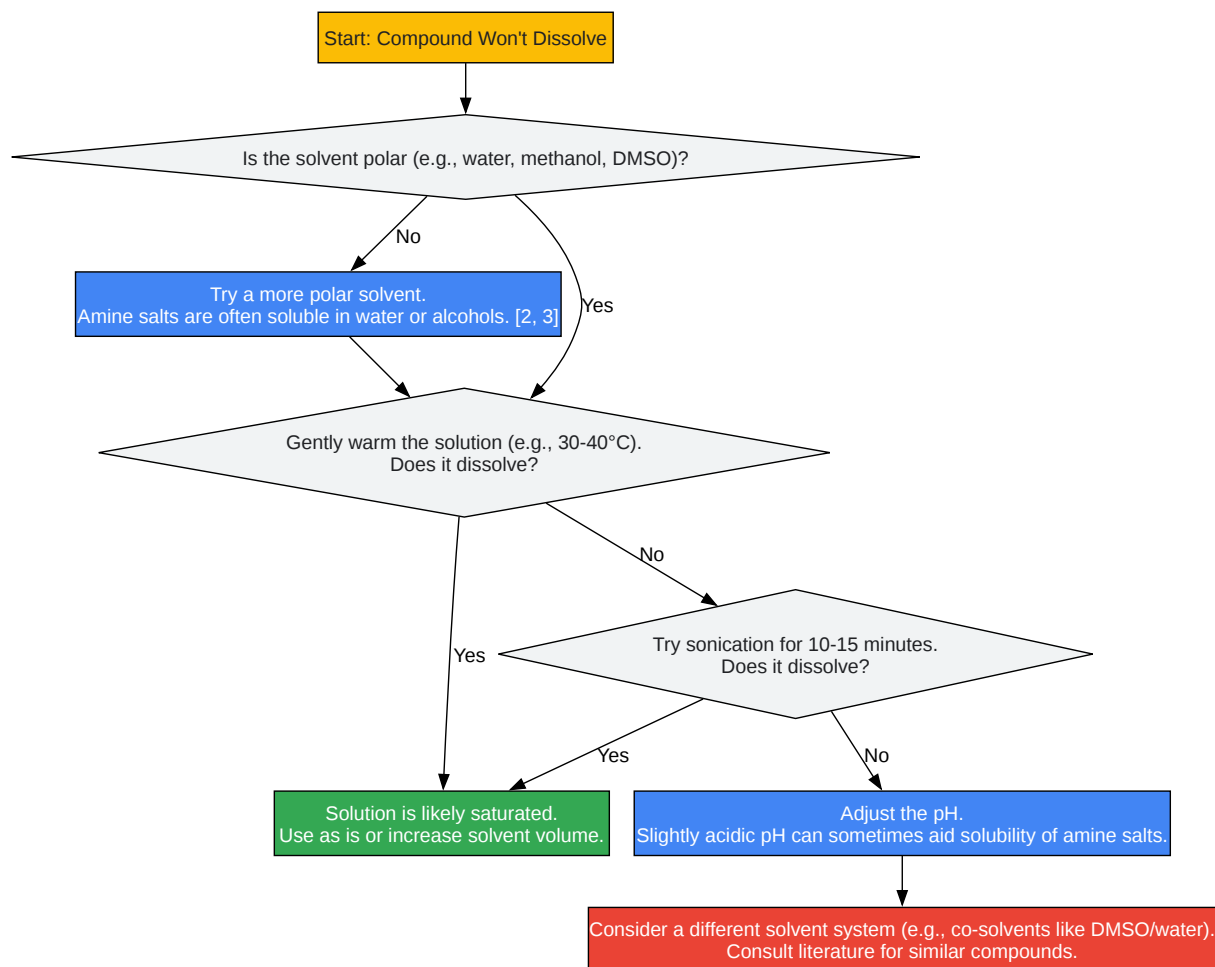 Start: Compound Won't Dissolve
Is the solvent polar (e.g., water, methanol, DMSO)?
No
Yes
Try a more polar solvent.
Amine salts are often soluble in water or alcohols. [2, 3]
Gently warm the solution (e.g., 30-40°C).
Does it dissolve?
No
Yes
Try sonication for 10-15 minutes.
Does it dissolve?
Yes
No
Solution is likely saturated.
Use as is or increase solvent volume.
Adjust the pH.
Slightly acidic pH can sometimes aid solubility of amine salts.
Consider a different solvent system (e.g., co-solvents like DMSO/water).
Consult literature for similar compounds.